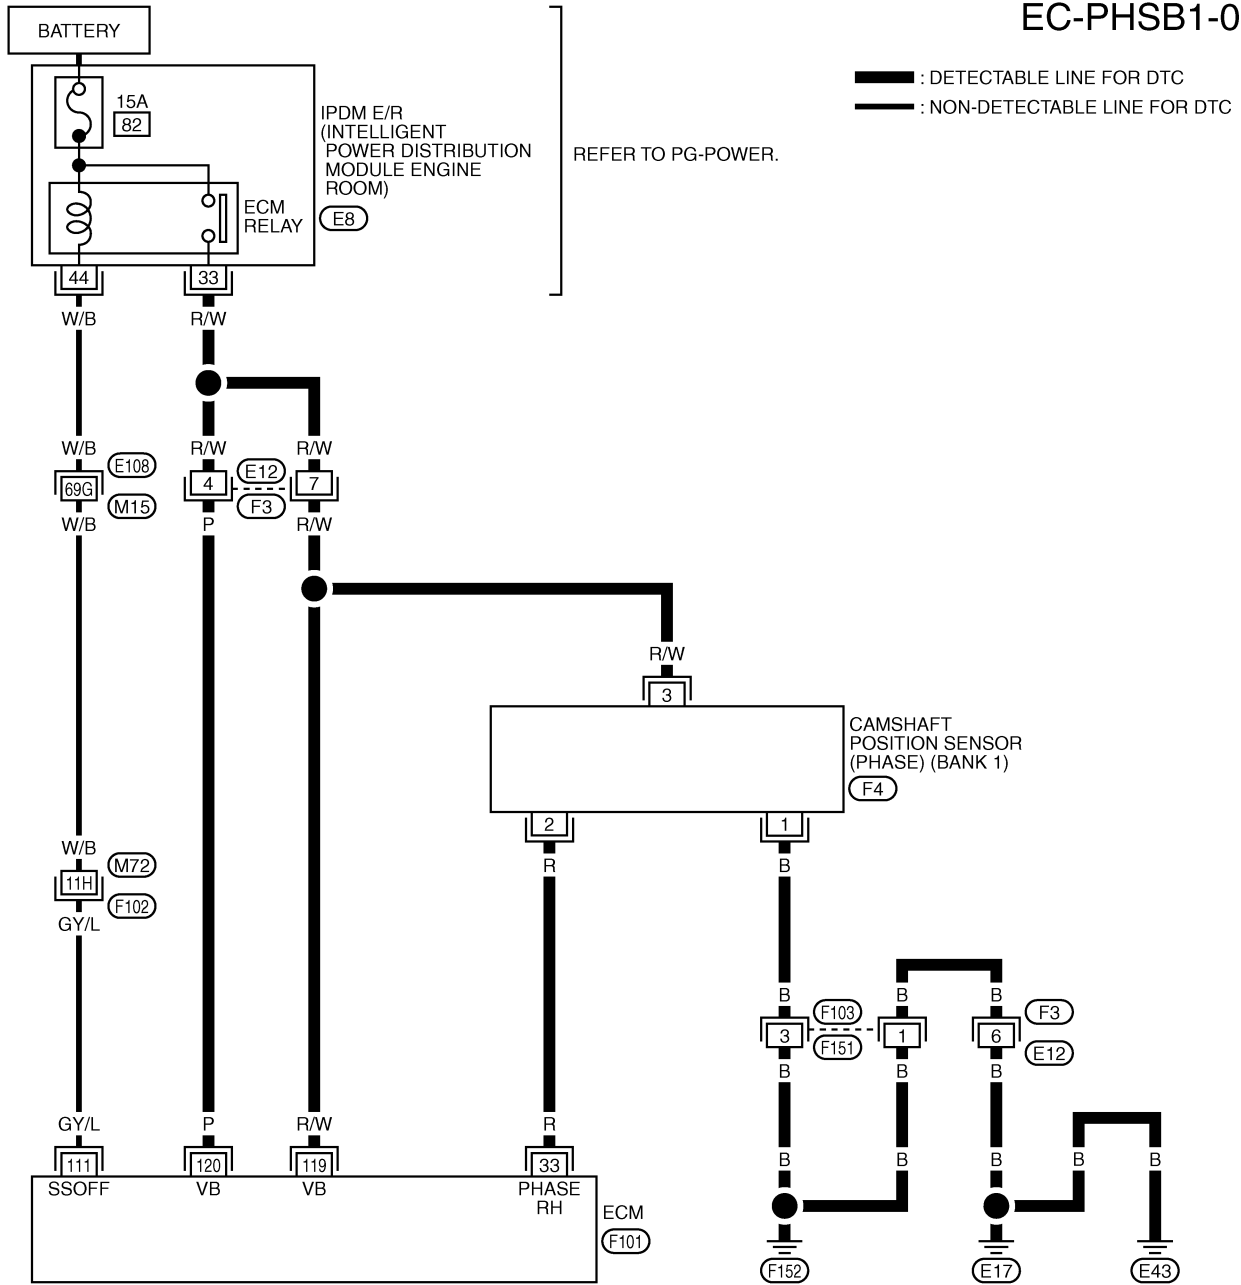 EC-PHSB1-0
BATTERY
: DETECTABLE LINE FOR DTC
: NON-DETECTABLE LINE FOR DTC
15A
82
IPDM E/R
(INTELLIGENT
POWER DISTRIBUTION
MODULE ENGINE
ROOM)
E8
REFER TO PG-POWER.
ECM
RELAY
44
33
W/B
R/W
W/B
R/W
R/W
E108
69G
M15
4
E12
F3
7
W/B
P
R/W
R/W
3
CAMSHAFT
POSITION SENSOR
(PHASE) (BANK 1)
F4
2
1
R
B
W/B
M72
11H
F102
GY/L
B
B
B
3
F103
F151
1
6
F3
E12
B
B
B
GY/L
P
R/W
R
B
B
B
B
B
111
120
119
33
SSOFF
VB
VB
PHASE
RH
ECM
F101
F152
E17
E43